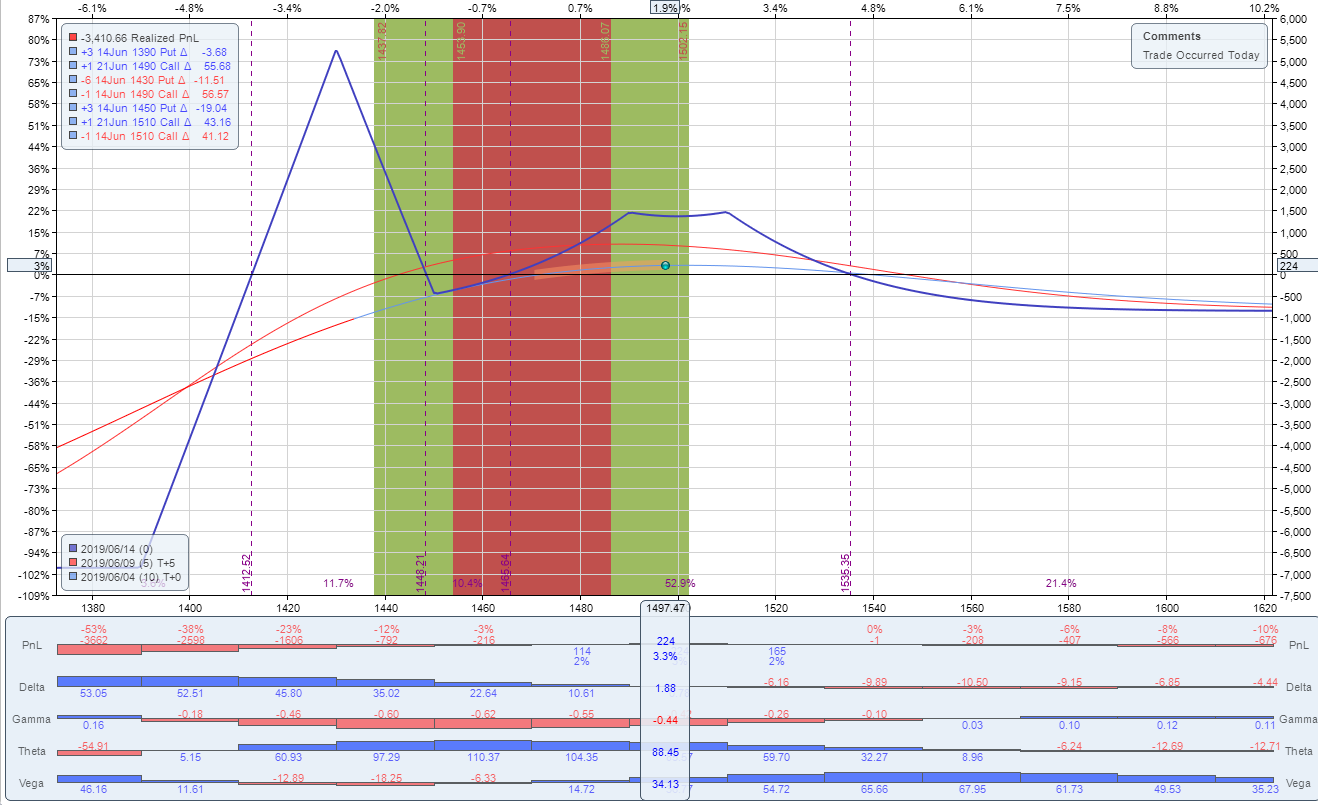 -6.1% -4.8% -3.4% -2.0% -0.7% 0.7% 1.9% 3.4% 4.8% 6.1% 7.5% 8.8% 10.2%
87% 6,000
80% 5,500
73% 5,000
65% 4,500
58% 4,000
51% 3,500
44% 3,000
36% 2,500
29% 2,000
22% 1,500
15% 1,000
7% 500
3% 224
0% 0
-7% -500
-15% -1,000
-22% -1,500
-29% -2,000
-36% -2,500
-44% -3,000
-51% -3,500
-58% -4,000
-65% -4,500
-73% -5,000
-80% -5,500
-87% -6,000
-94% -6,500
-102% -7,000
-109% -7,500
-3,410.66 Realized PnL
+3 14Jun 1390 Put Δ -3.68
+1 21Jun 1490 Call Δ 55.68
-6 14Jun 1430 Put Δ -11.51
-1 14Jun 1490 Call Δ 56.57
+3 14Jun 1450 Put Δ -19.04
+1 21Jun 1510 Call Δ 43.16
-1 14Jun 1510 Call Δ 41.12
1437.82
1453.90
1486.07
1502.15
Comments
Trade Occurred Today
2019/06/14 (0)
2019/06/09 (5) T+5
2019/06/04 (10) T+0
1412.52
1448.21
1465.64
1535.35
11.7% 10.4% 52.9% 21.4%
1380 1400 1420 1440 1460 1480 1497.47 1520 1540 1560 1580 1600 1620
-53% -38% -23% -12% -3% 0% -3% -6% -8% -10%
PnL -3662 -2598 -1606 -792 -216 224 -1 -208 -407 -566 -676 PnL
114 165
2% 3.3% 2%
Delta 1.88 -6.16 -9.89 -10.50 -9.15 -6.85 -4.44 Delta
53.05 52.51 45.80 35.02 22.64 10.61
Gamma -0.18 -0.46 -0.60 -0.62 -0.55 -0.44 -0.26 -0.10 Gamma
0.16 0.03 0.10 0.12 0.11
Theta -54.91 88.45 -6.24 -12.69 -12.71 Theta
5.15 60.93 97.29 110.37 104.35 59.70 32.27 8.96
Vega -12.89 -18.25 -6.33 34.13 Vega
46.16 11.61 14.72 54.72 65.66 67.95 61.73 49.53 35.23